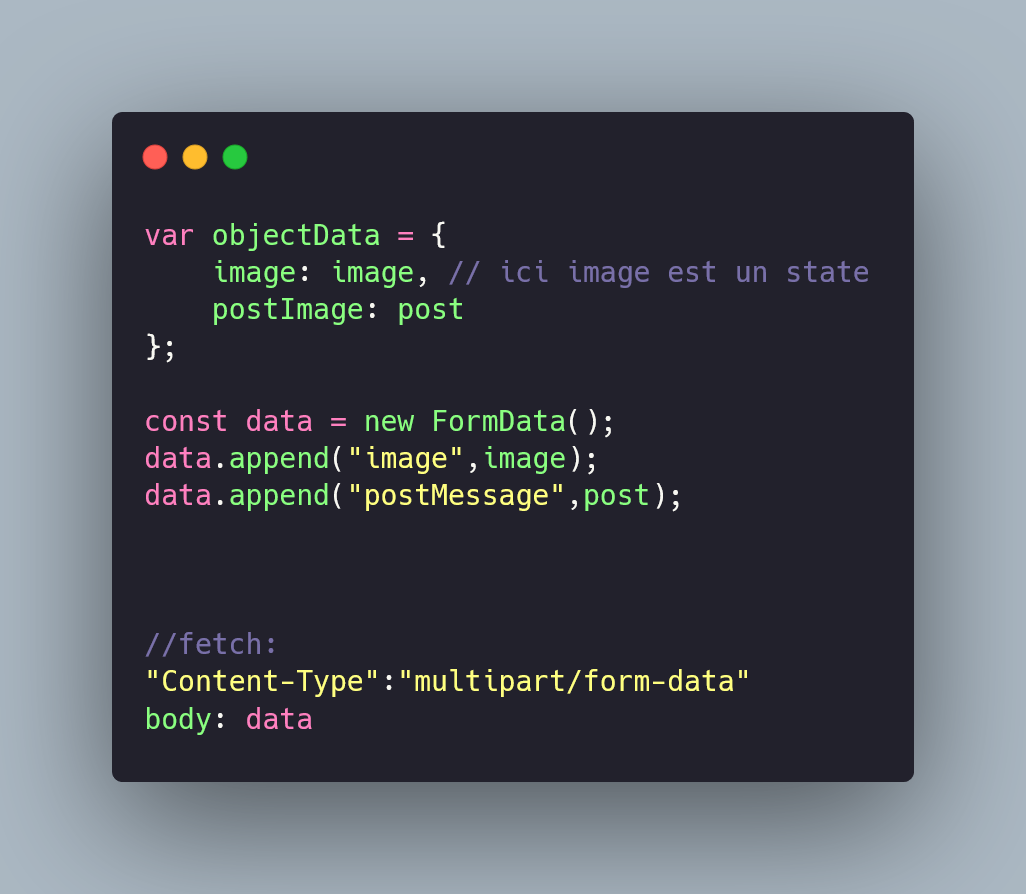 var objectData = {
    image: image, // ici image est un state
    postImage: post
};
const data = new FormData();
data.append("image",image);
data.append("postMessage",post);
//fetch:
"Content-Type":"multipart/form-data"
body: data